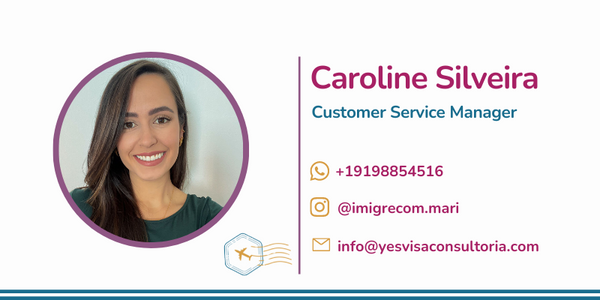 Caroline Silveira
Customer Service Manager
+19198854516
@imigrecom.mari
info@yesvisaconsultoria.com